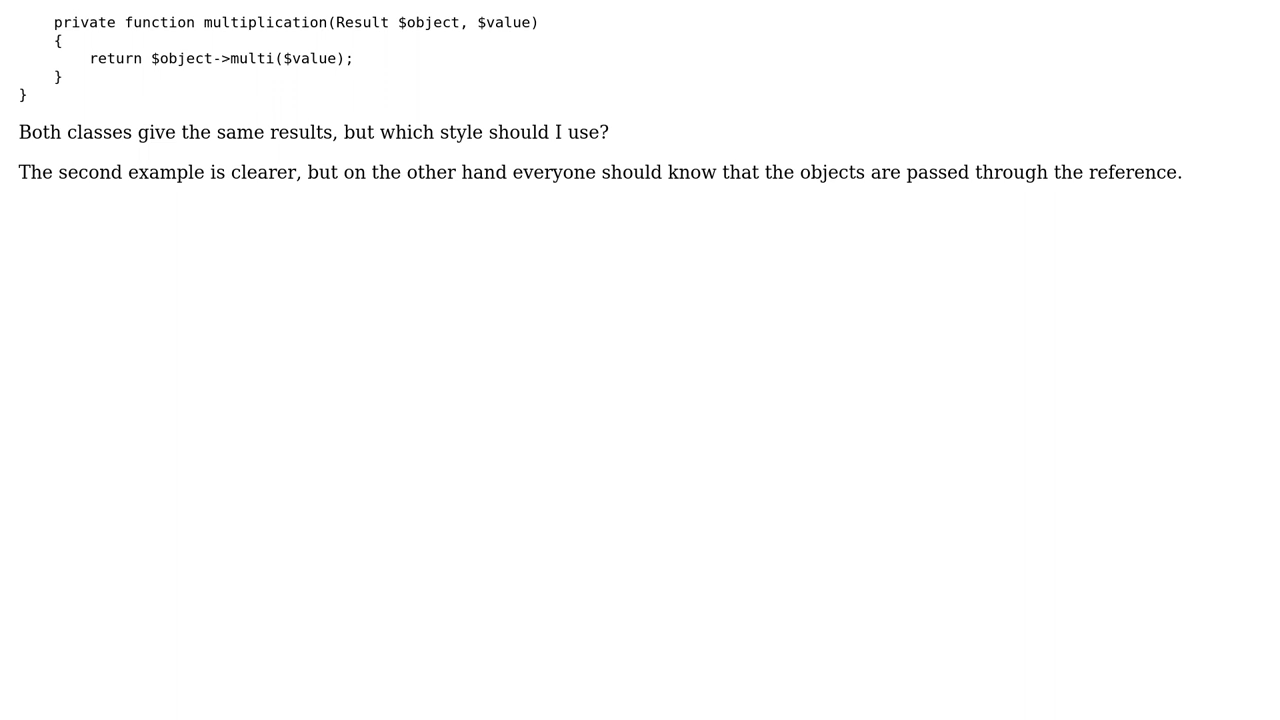 private function multiplication(Result $object, $value)
    {
        return $object->multi($value);
    }
}
Both classes give the same results, but which style should I use?
The second example is clearer, but on the other hand everyone should know that the objects are passed through the reference.